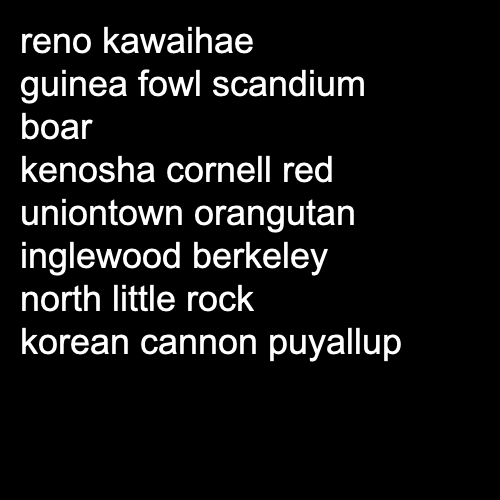 reno kawaihae
guinea fowl scandium
boar
kenosha cornell red
uniontown orangutan
inglewood berkeley
north little rock
korean cannon puyallup